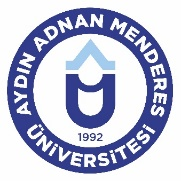 AYDIN ADNAN MENDERES
ÜNİVERSİTESİ
1992